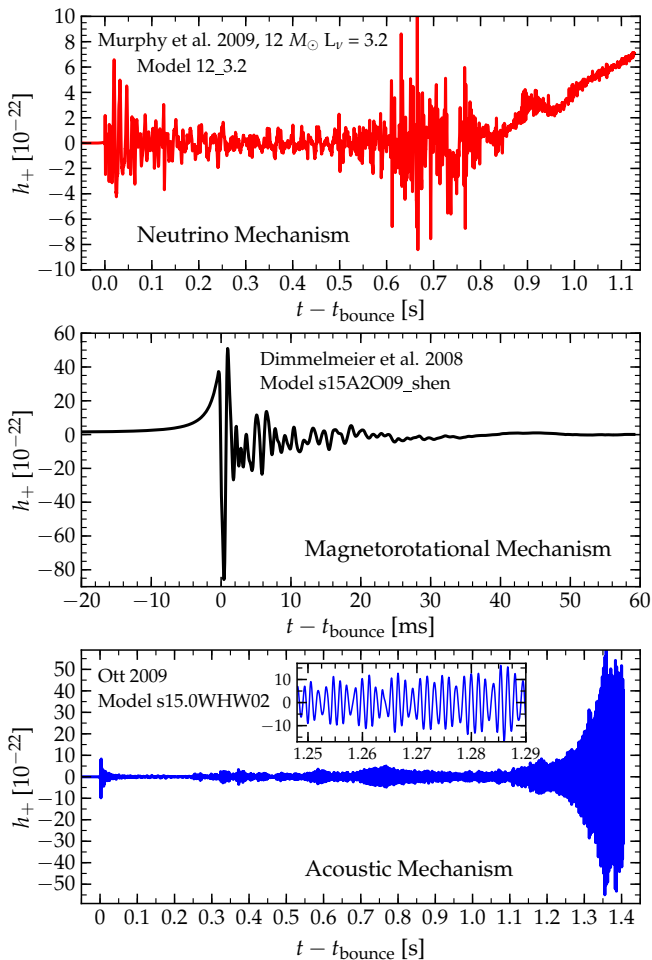 Murphy et al. 2009, 12 M⊙ Lν = 3.2
Model 12_3.2
10
8
6
4
2
0
−2
−4
−6
−8
−10
h₊ [10⁻²²]
Neutrino Mechanism
0.0 0.1 0.2 0.3 0.4 0.5 0.6 0.7 0.8 0.9 1.0 1.1
t − t_bounce [s]
60
40
20
0
−20
−40
−60
−80
h₊ [10⁻²²]
Dimmelmeier et al. 2008
Model s15A2O09_shen
Magnetorotational Mechanism
−20 −10 0 10 20 30 40 50 60
t − t_bounce [ms]
50
40
30
20
10
0
−10
−20
−30
−40
−50
h₊ [10⁻²²]
Ott 2009
Model s15.0WHW02
10
0
−10
1.25 1.26 1.27 1.28 1.29
Acoustic Mechanism
0 0.1 0.2 0.3 0.4 0.5 0.6 0.7 0.8 0.9 1.0 1.1 1.2 1.3 1.4
t − t_bounce [s]